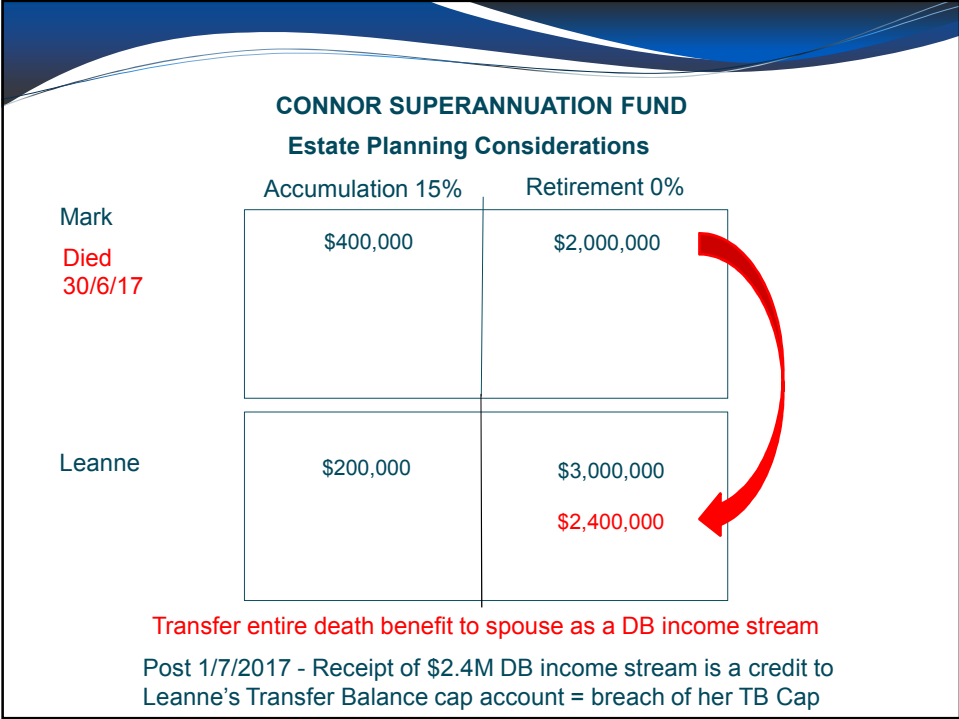 CONNOR SUPERANNUATION FUND
Estate Planning Considerations
Accumulation 15%
Retirement 0%
Mark
Died
30/6/17
$400,000
$2,000,000
Leanne
$200,000
$3,000,000
$2,400,000
Transfer entire death benefit to spouse as a DB income stream
Post 1/7/2017 - Receipt of $2.4M DB income stream is a credit to
Leanne's Transfer Balance cap account = breach of her TB Cap